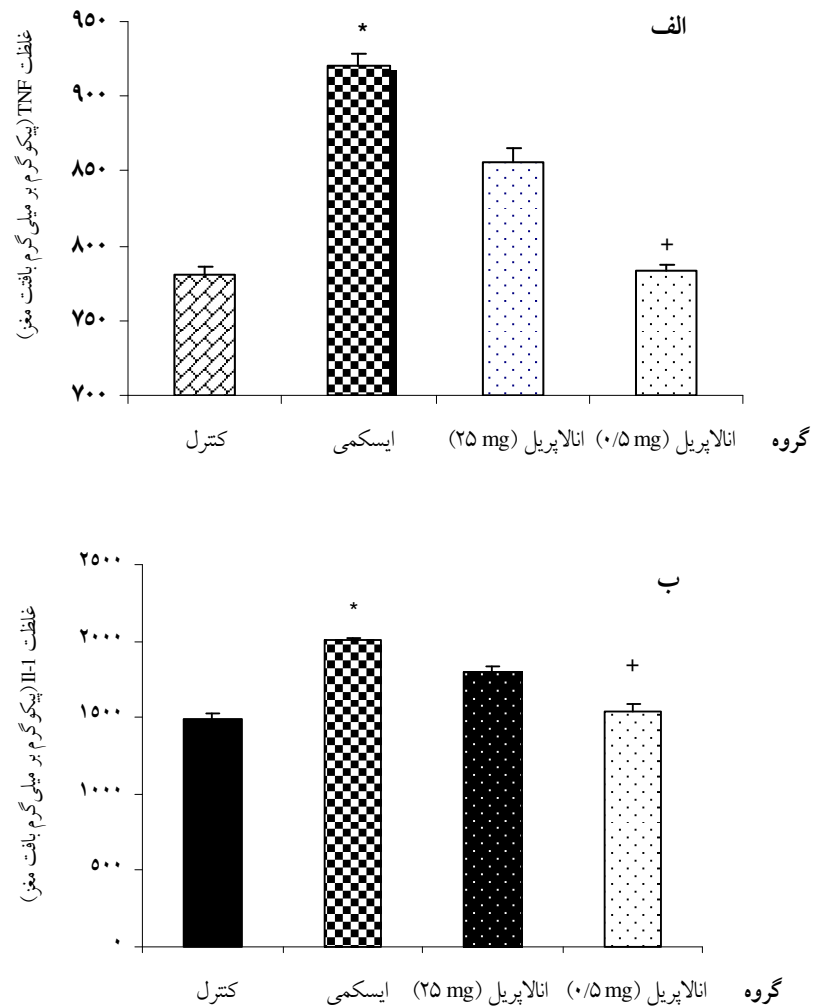 الف
غلظت TNF (پیکوگرم بر میلی‌گرم بافتت مغز)
۹۵۰
*
۹۰۰
۸۵۰
۸۰۰
+
۷۵۰
۷۰۰
کنترل ایسکمی انالاپریل (۲۵ mg) انالاپریل (۰/۵ mg) گروه
ب
غلظت Il-1 (پیکوگرم بر میلی‌گرم بافت مغز)
۲۵۰۰
*
۲۰۰۰
+
۱۵۰۰
۱۰۰۰
۵۰۰
۰
کنترل ایسکمی انالاپریل (۲۵ mg) انالاپریل (۰/۵ mg) گروه